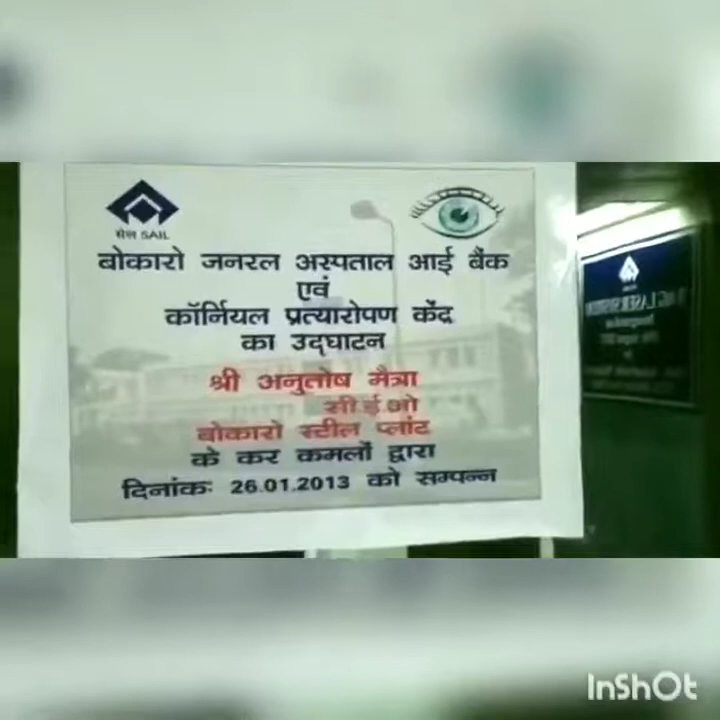 सेल SAIL
बोकारो जनरल अस्पताल आई बैंक
एवं
कॉर्नियल प्रत्यारोपण केंद्र
का उद्घाटन
श्री अनुतोष मैत्रा
सी.ई.ओ
बोकारो स्टील प्लांट
के कर कमलों द्वारा
दिनांकः 26.01.2013 को सम्पन्न
InShOt